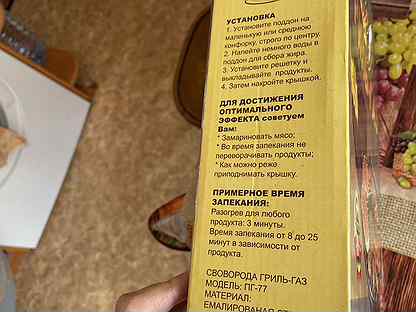 УСТАНОВКА
1. Установите поддон на
маленькую или среднюю
конфорку, строго по центру.
2. Налейте немного воды в
поддон для сбора жира.
3. Установите решетку и
выкладывайте продукты.
4. Затем накройте крышкой.
ДЛЯ ДОСТИЖЕНИЯ
ОПТИМАЛЬНОГО
ЭФФЕКТА советуем
Вам:
* Замариновать мясо;
* Во время запекания не
переворачивать продукты;
* Как можно реже
приподнимать крышку.
ПРИМЕРНОЕ ВРЕМЯ
ЗАПЕКАНИЯ:
Разогрев для любого
продукта: 3 минуты.
Время запекания от 8 до 25
минут в зависимости от
продукта.
СВОВОРОДА ГРИЛЬ-ГАЗ
МОДЕЛЬ: ПГ-77
МАТЕРИАЛ:
ЕМАЛИРОВАНАЯ